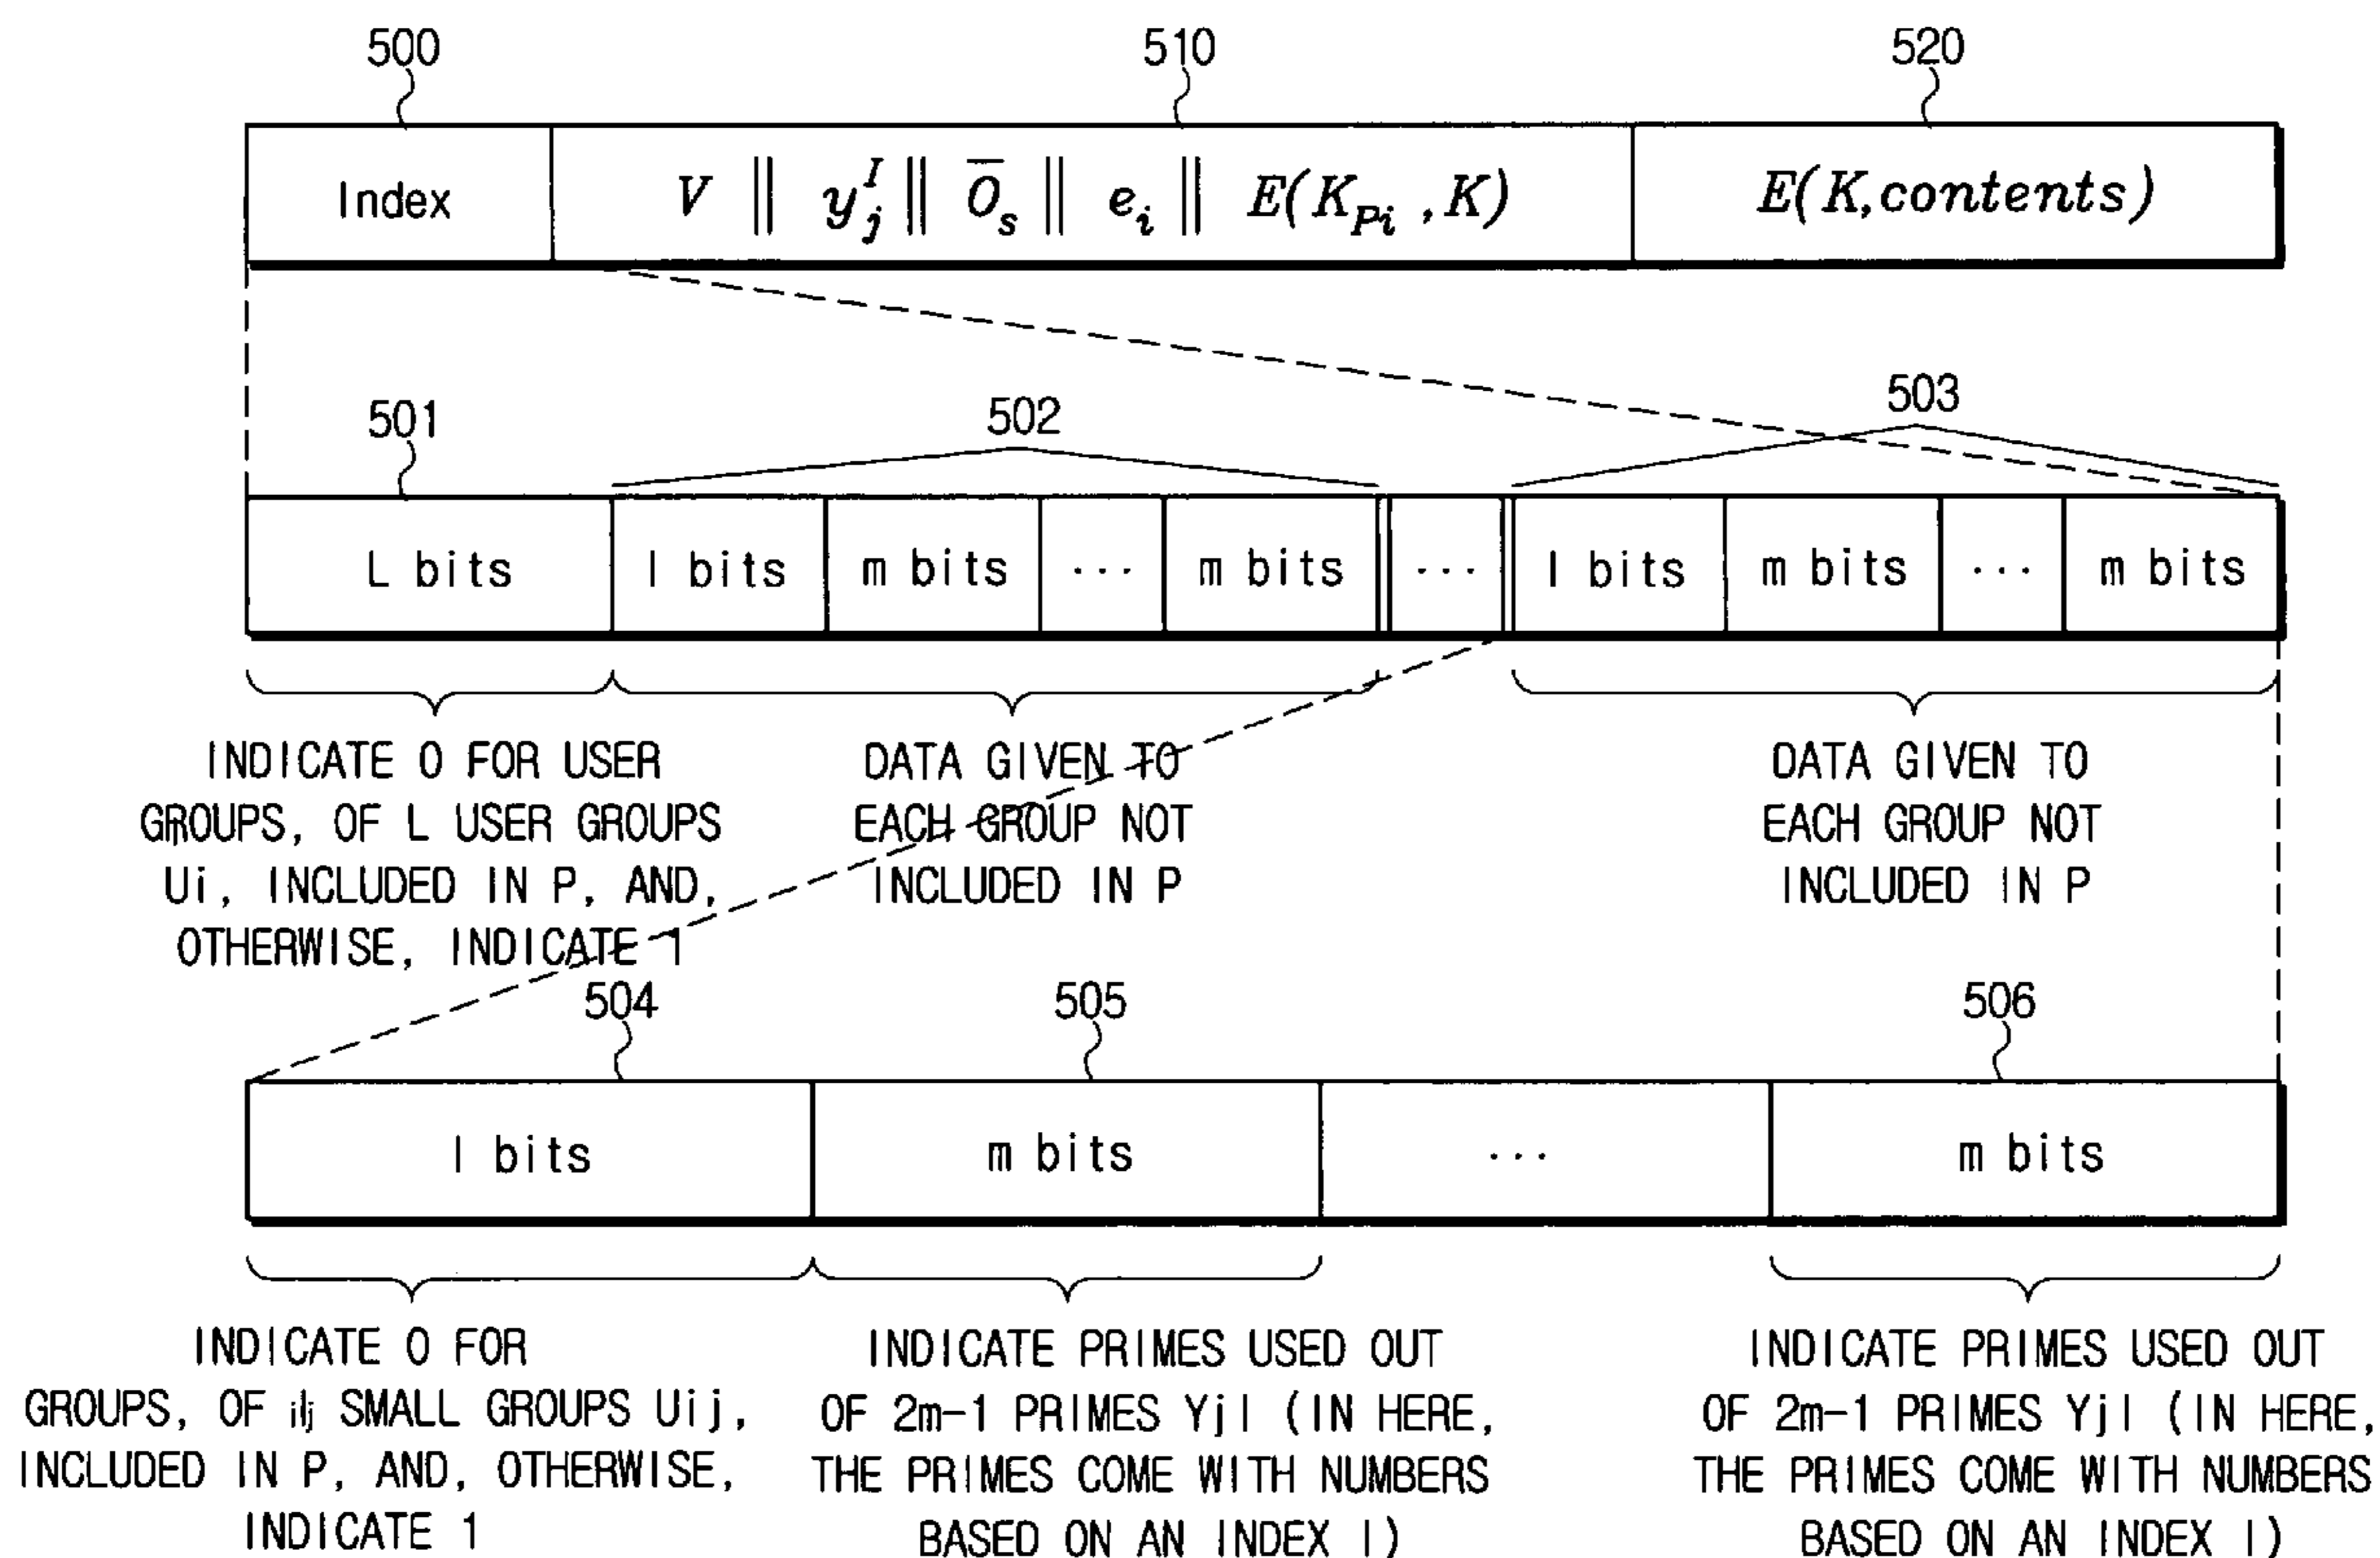 500 510 520
Index V ‖ y_j^I ‖ O̅_s ‖ e_i ‖ E(K_Pi , K) E(K,contents)
501 502 503
L bits l bits m bits ... m bits ... l bits m bits ... m bits
INDICATE 0 FOR USER
GROUPS, OF L USER GROUPS
Ui, INCLUDED IN P, AND,
OTHERWISE, INDICATE 1
DATA GIVEN TO
EACH GROUP NOT
INCLUDED IN P
DATA GIVEN TO
EACH GROUP NOT
INCLUDED IN P
504 505 506
l bits m bits ... m bits
INDICATE 0 FOR
GROUPS, OF SMALL GROUPS Uij,
INCLUDED IN P, AND, OTHERWISE,
INDICATE 1
INDICATE PRIMES USED OUT
OF 2m-1 PRIMES YjI (IN HERE,
THE PRIMES COME WITH NUMBERS
BASED ON AN INDEX I)
INDICATE PRIMES USED OUT
OF 2m-1 PRIMES YjI (IN HERE,
THE PRIMES COME WITH NUMBERS
BASED ON AN INDEX I)